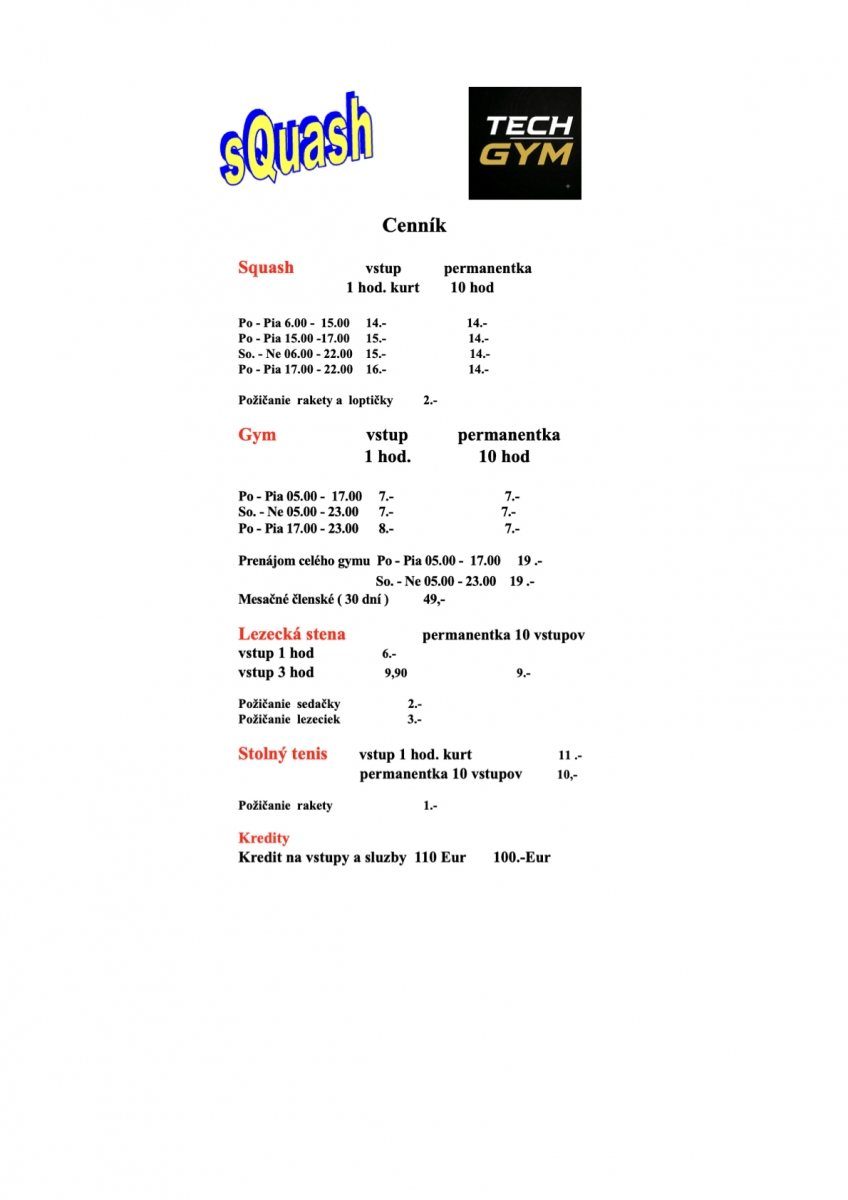 sQuash
TECH
GYM
Cenník
Squash vstup permanentka
1 hod. kurt 10 hod
Po - Pia 6.00 - 15.00 14.- 14.-
Po - Pia 15.00 -17.00 15.- 14.-
So. - Ne 06.00 - 22.00 15.- 14.-
Po - Pia 17.00 - 22.00 16.- 14.-
Požičanie rakety a loptičky 2.-
Gym vstup permanentka
1 hod. 10 hod
Po - Pia 05.00 - 17.00 7.- 7.-
So. - Ne 05.00 - 23.00 7.- 7.-
Po - Pia 17.00 - 23.00 8.- 7.-
Prenájom celého gymu Po - Pia 05.00 - 17.00 19 .-
So. - Ne 05.00 - 23.00 19 .-
Mesačné členské ( 30 dní ) 49,-
Lezecká stena permanentka 10 vstupov
vstup 1 hod 6.-
vstup 3 hod 9,90 9.-
Požičanie sedačky 2.-
Požičanie lezeciek 3.-
Stolný tenis vstup 1 hod. kurt 11 .-
permanentka 10 vstupov 10,-
Požičanie rakety 1.-
Kredity
Kredit na vstupy a sluzby 110 Eur 100.-Eur